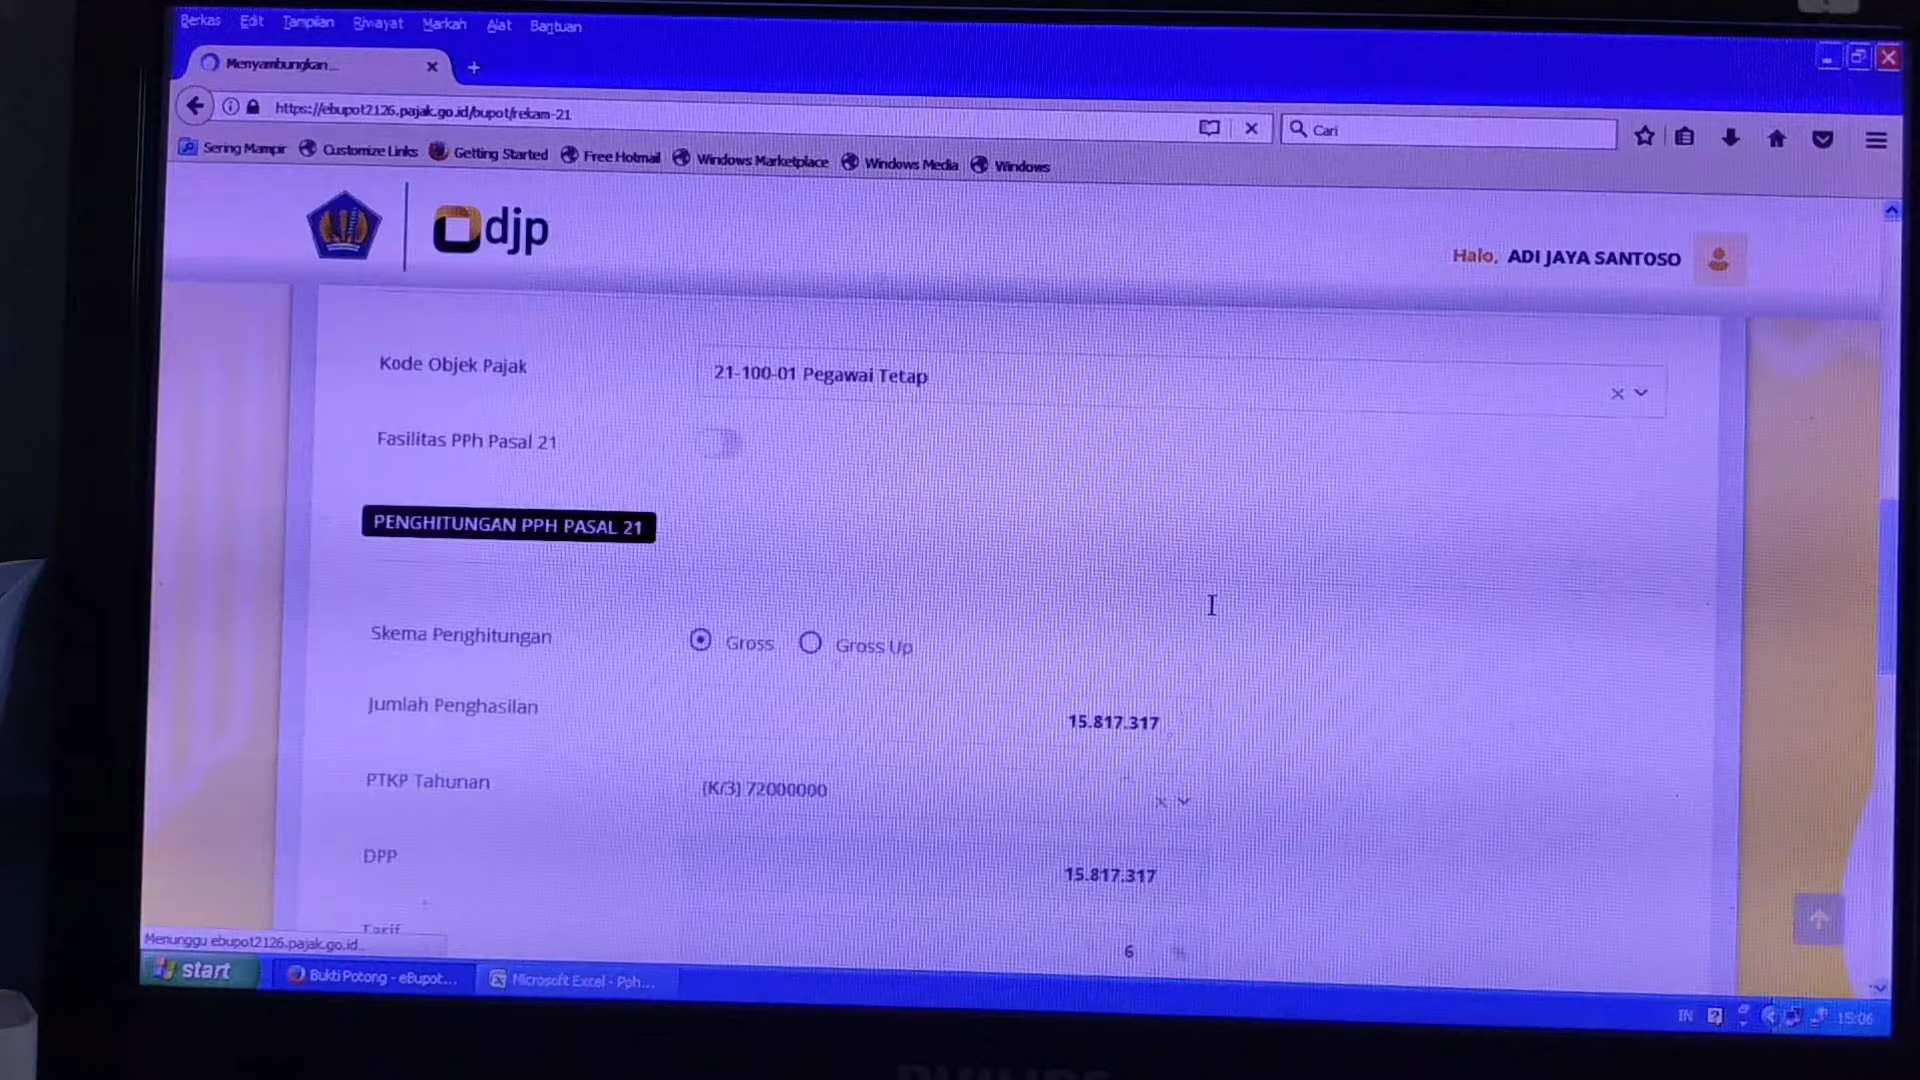 Berkas Edit Tampilan Riwayat Markah Alat Bantuan
Menyambungkan...
https://ebupot2126.pajak.go.id/bupot/rekam-21
Cari
Sering Mampir Customize Links Getting Started Free Hotmail Windows Marketplace Windows Media Windows
djp
Halo, ADI JAYA SANTOSO
Kode Objek Pajak
21-100-01 Pegawai Tetap
Fasilitas PPh Pasal 21
PENGHITUNGAN PPH PASAL 21
Skema Penghitungan
Gross Gross Up
Jumlah Penghasilan
15.817.317
PTKP Tahunan
(K/3) 72000000
DPP
15.817.317
Tarif
6 %
Menunggu ebupot2126.pajak.go.id...
start
Bukti Potong - eBupot...
Microsoft Excel - Pph...
IN
15:06